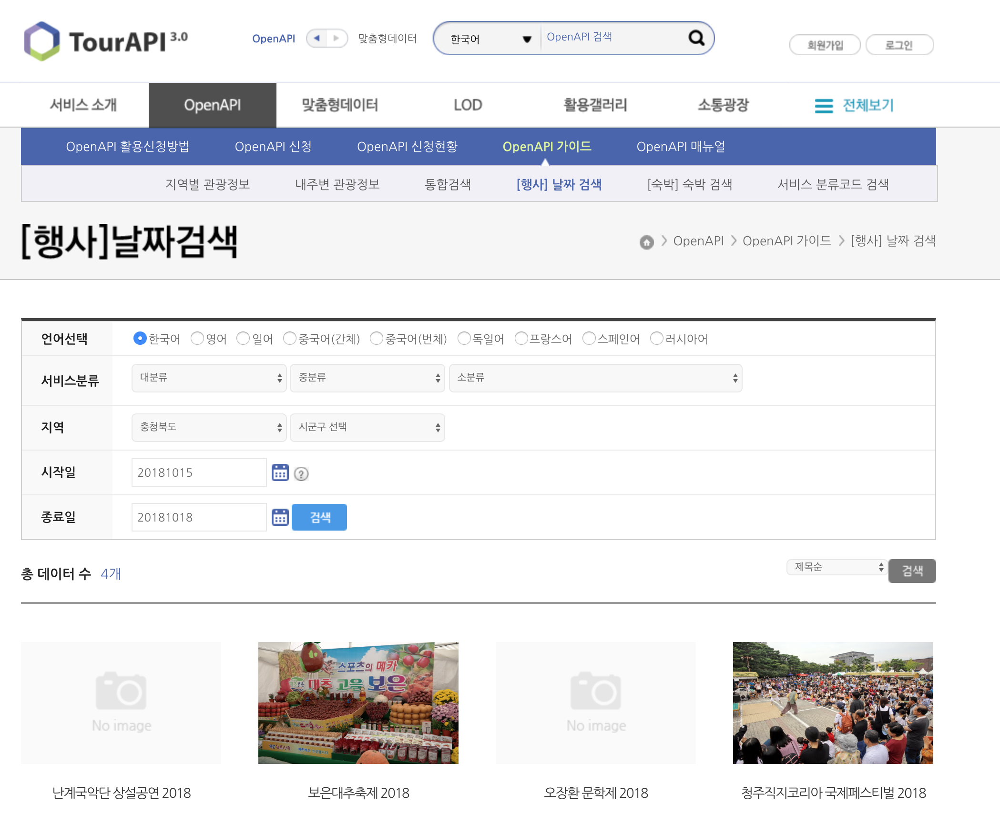 TourAPI 3.0
OpenAPI 맞춤형데이터
한국어 OpenAPI 검색
회원가입 로그인
서비스 소개 OpenAPI 맞춤형데이터 LOD 활용갤러리 소통광장 전체보기
OpenAPI 활용신청방법 OpenAPI 신청 OpenAPI 신청현황 OpenAPI 가이드 OpenAPI 매뉴얼
지역별 관광정보 내주변 관광정보 통합검색 [행사] 날짜 검색 [숙박] 숙박 검색 서비스 분류코드 검색
[행사]날짜검색
OpenAPI OpenAPI 가이드 [행사] 날짜 검색
언어선택 한국어 영어 일어 중국어(간체) 중국어(번체) 독일어 프랑스어 스페인어 러시아어
서비스분류 대분류 중분류 소분류
지역 충청북도 시군구 선택
시작일 20181015 ?
종료일 20181018 검색
총 데이터 수 4개 제목순 검색
No image
스포츠의 메카
대추 고을 보은
No image
난계국악단 상설공연 2018
보은대추축제 2018
오장환 문학제 2018
청주직지코리아 국제페스티벌 2018